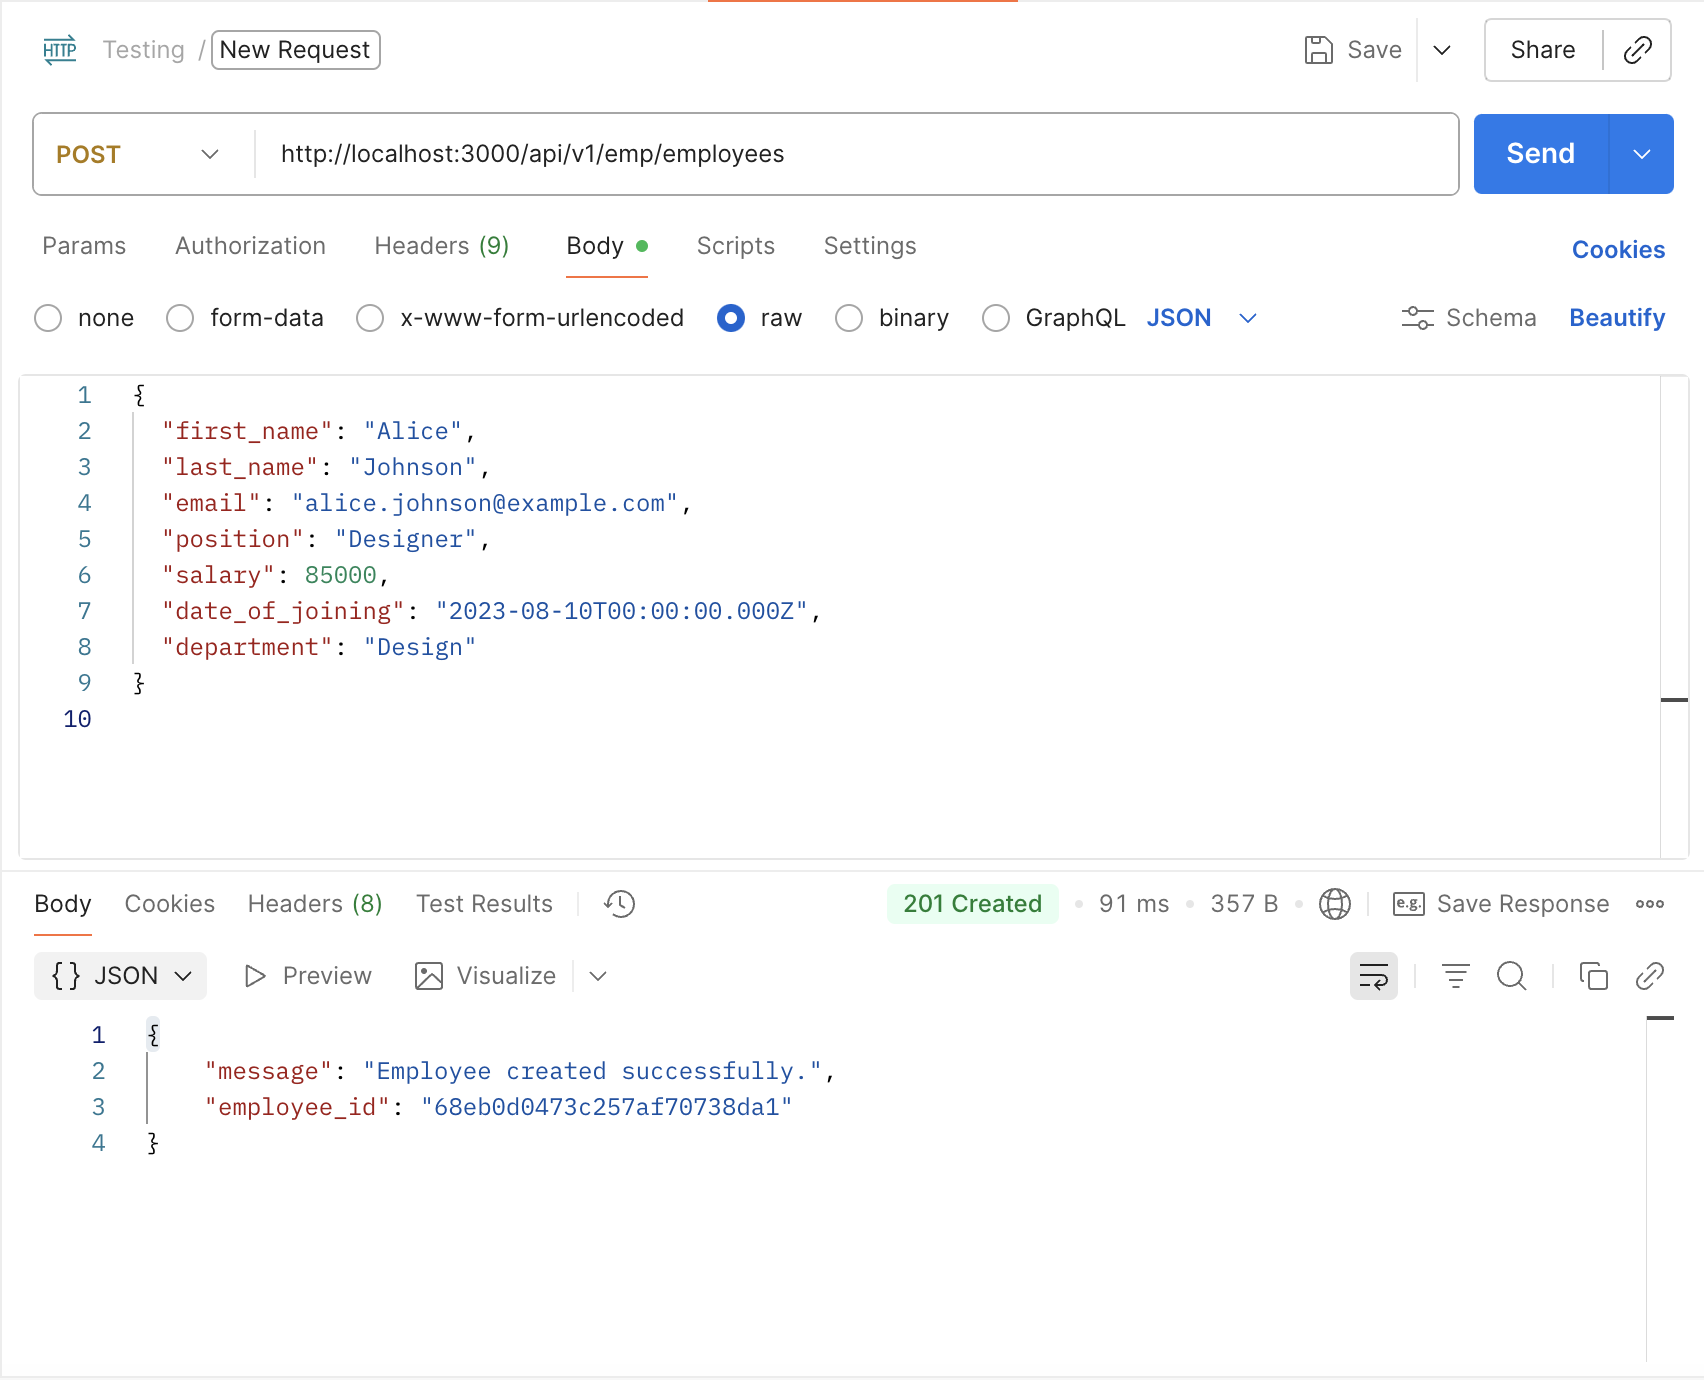 HTTP Testing / New Request Save Share
POST http://localhost:3000/api/v1/emp/employees Send
Params Authorization Headers (9) Body Scripts Settings Cookies
none form-data x-www-form-urlencoded raw binary GraphQL JSON Schema Beautify
1 {
2 "first_name": "Alice",
3 "last_name": "Johnson",
4 "email": "alice.johnson@example.com",
5 "position": "Designer",
6 "salary": 85000,
7 "date_of_joining": "2023-08-10T00:00:00.000Z",
8 "department": "Design"
9 }
10
Body Cookies Headers (8) Test Results 201 Created 91 ms 357 B e.g. Save Response
{} JSON Preview Visualize
1 {
2 "message": "Employee created successfully.",
3 "employee_id": "68eb0d0473c257af70738da1"
4 }